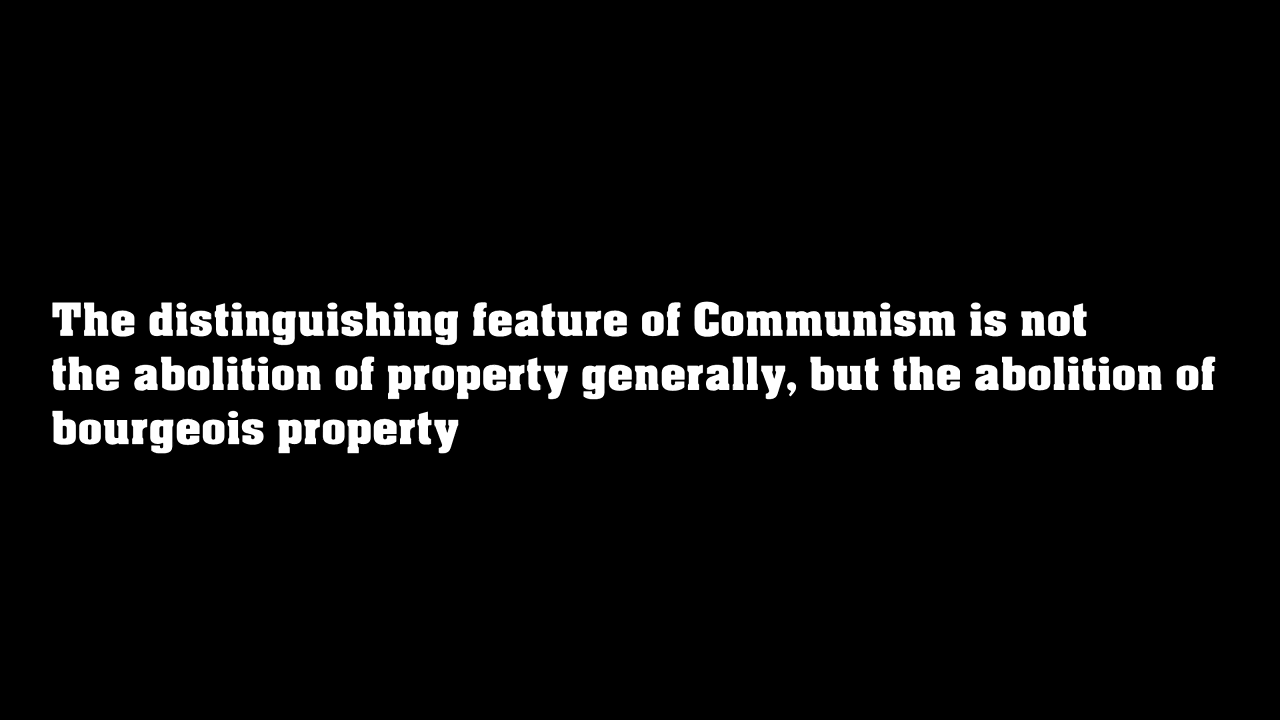 The distinguishing feature of Communism is not
the abolition of property generally, but the abolition of
bourgeois property